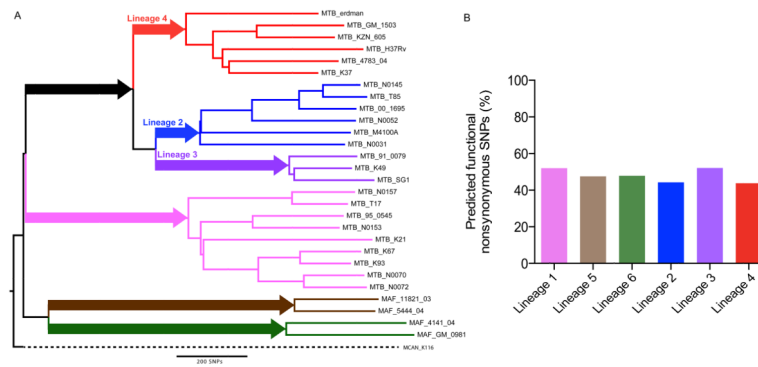 A
Lineage 4
MTB_erdman
MTB_GM_1503
MTB_KZN_605
MTB_H37Rv
MTB_4783_04
MTB_K37
Lineage 2
MTB_N0145
MTB_T85
MTB_00_1695
MTB_N0052
MTB_M4100A
MTB_N0031
Lineage 3
MTB_91_0079
MTB_K49
MTB_SG1
MTB_N0157
MTB_T17
MTB_95_0545
MTB_N0153
MTB_K21
MTB_K67
MTB_K93
MTB_N0070
MTB_N0072
MAF_11821_03
MAF_5444_04
MAF_4141_04
MAF_GM_0981
MCAN_K116
200 SNPs
B
Predicted functional
nonsynonymous SNPs (%)
100
80
60
40
20
0
Lineage 1
Lineage 5
Lineage 6
Lineage 2
Lineage 3
Lineage 4